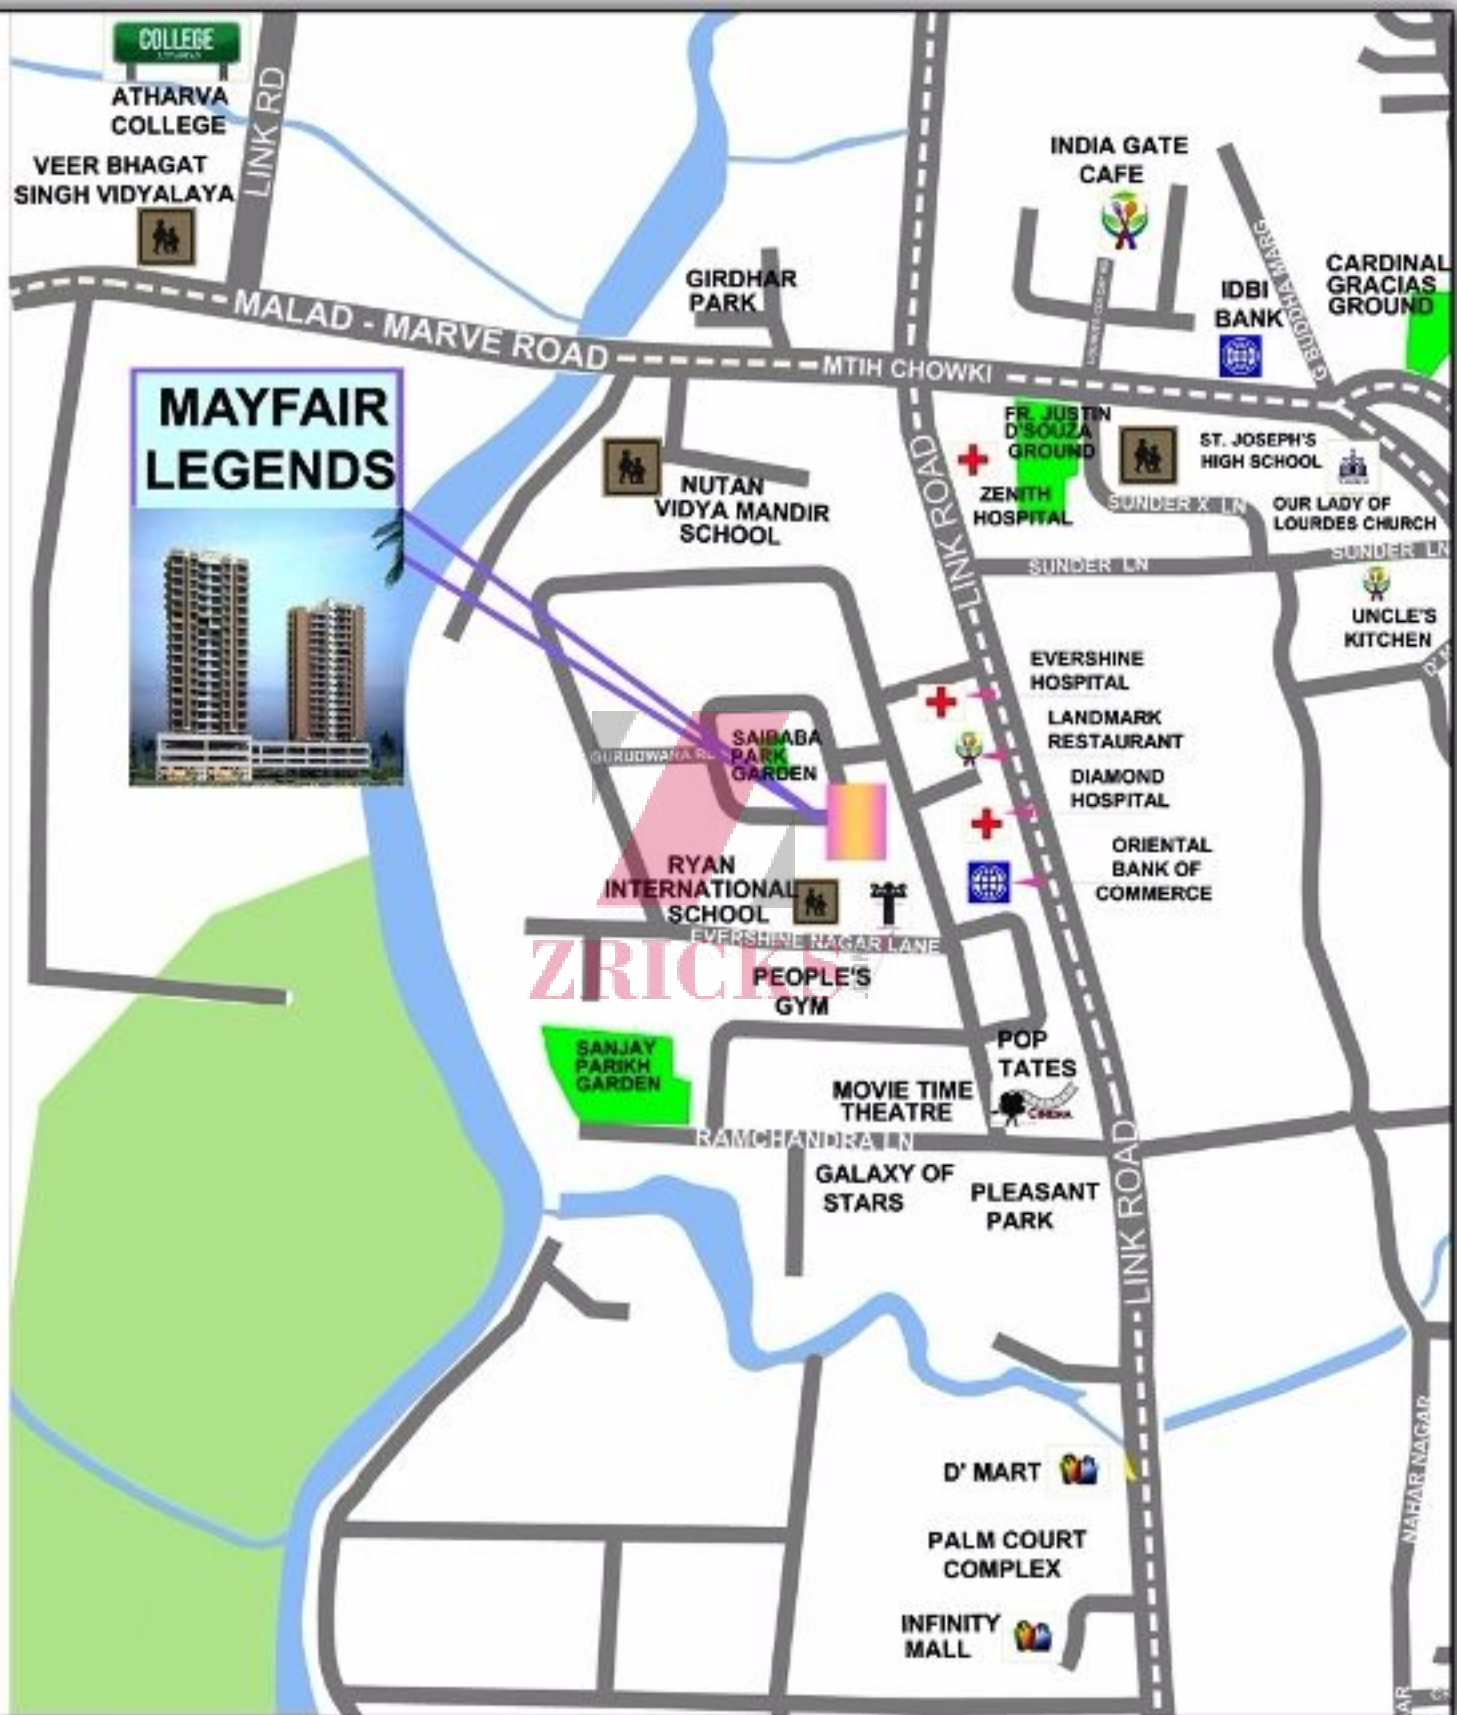 COLLEGE
ATHARVA
COLLEGE
LINK RD
VEER BHAGAT
SINGH VIDYALAYA
INDIA GATE
CAFE
G BUDDHA MARG
CARDINAL
GRACIAS
GROUND
IDBI
BANK
GIRDHAR
PARK
MALAD - MARVE ROAD
MTIH CHOWKI
MAYFAIR
LEGENDS
FR. JUSTIN
D'SOUZA
GROUND
ST. JOSEPH'S
HIGH SCHOOL
LINK ROAD
ZENITH
HOSPITAL
NUTAN
VIDYA MANDIR
SCHOOL
SUNDER X LN
OUR LADY OF
LOURDES CHURCH
SUNDER LN
SUNDER LN
UNCLE'S
KITCHEN
EVERSHINE
HOSPITAL
LANDMARK
RESTAURANT
SAIBABA
PARK
GARDEN
GURUDWARA RD
DIAMOND
HOSPITAL
ORIENTAL
BANK OF
COMMERCE
RYAN
INTERNATIONAL
SCHOOL
EVERSHINE NAGAR LANE
ZRICKS
PEOPLE'S
GYM
POP
TATES
SANJAY
PARIKH
GARDEN
MOVIE TIME
THEATRE
CINEMA
RAMCHANDRA LN
GALAXY OF
STARS
PLEASANT
PARK
LINK ROAD
D' MART
NAHAR NAGAR
PALM COURT
COMPLEX
INFINITY
MALL